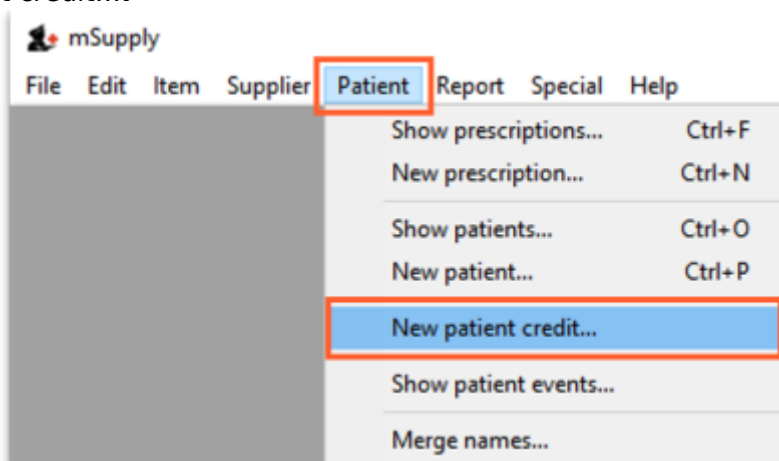 mSupply
File Edit Item Supplier Patient Report Special Help
Show prescriptions... Ctrl+F
New prescription... Ctrl+N
Show patients... Ctrl+O
New patient... Ctrl+P
New patient credit...
Show patient events...
Merge names...